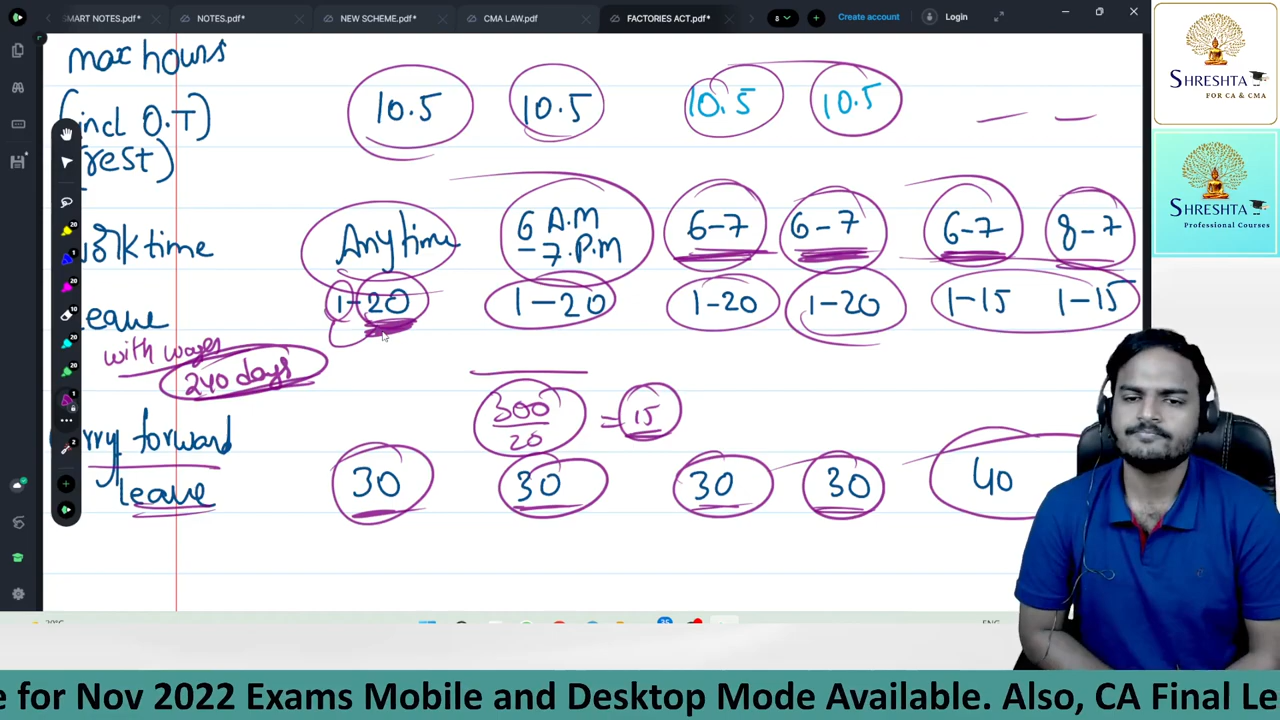 SMART NOTES.pdf* NOTES.pdf* NEW SCHEME.pdf* CMA LAW.pdf FACTORIES ACT.pdf* 8 Create account Login
max hours
(incl O.T) 10.5 10.5 10.5 10.5 — —
(rest)
time Anytime 6 A.M – 7. P.M 6-7 6-7 6-7 8-7
leave 1-20 1-20 1-20 1-20 1-15 1-15
with wages
240 days
300/20 = 15
rry forward
leave 30 30 30 30 40
SHRESHTA
FOR CA & CMA
SHRESHTA
Professional Courses
ENG
e for Nov 2022 Exams Mobile and Desktop Mode Available. Also, CA Final Le